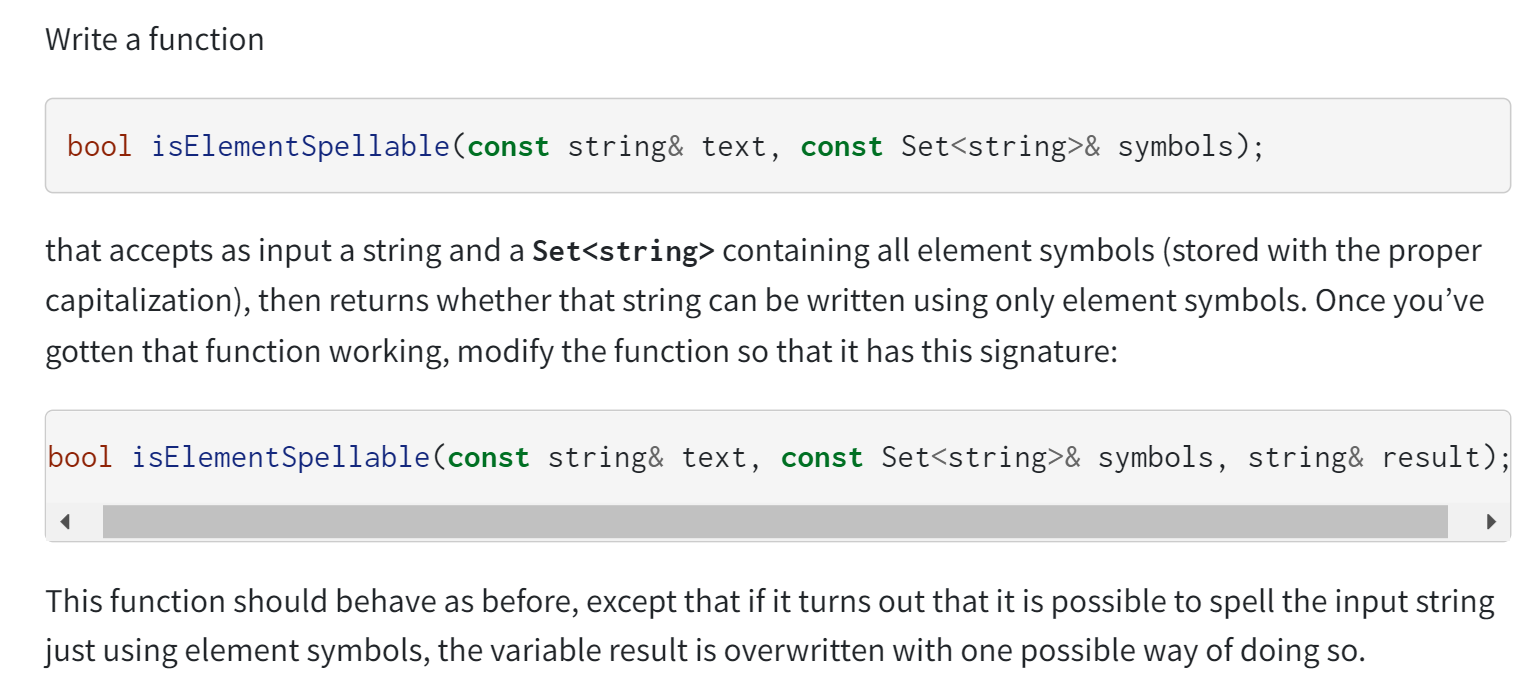 Write a function
bool isElementSpellable(const string& text, const Set<string>& symbols);
that accepts as input a string and a Set<string> containing all element symbols (stored with the proper
capitalization), then returns whether that string can be written using only element symbols. Once you’ve
gotten that function working, modify the function so that it has this signature:
bool isElementSpellable(const string& text, const Set<string>& symbols, string& result);
This function should behave as before, except that if it turns out that it is possible to spell the input string
just using element symbols, the variable result is overwritten with one possible way of doing so.